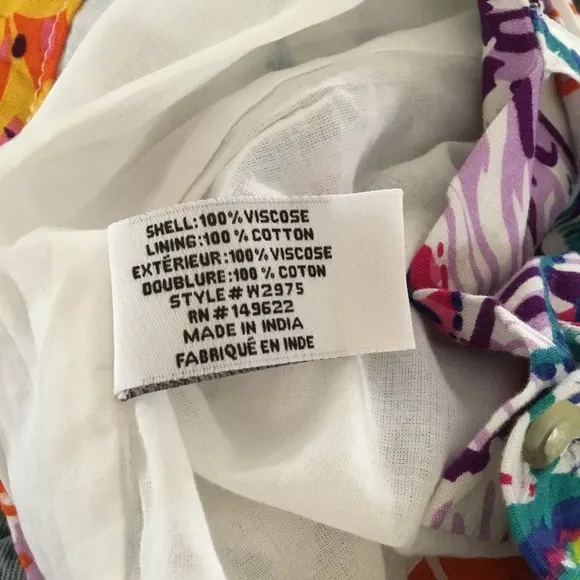 SHELL:100% VISCOSE
LINING:100% COTTON
EXTÉRIEUR:100% VISCOSE
DOUBLURE:100% COTON
STYLE# W2975
RN# 149622
MADE IN INDIA
FABRIQUÉ EN INDE